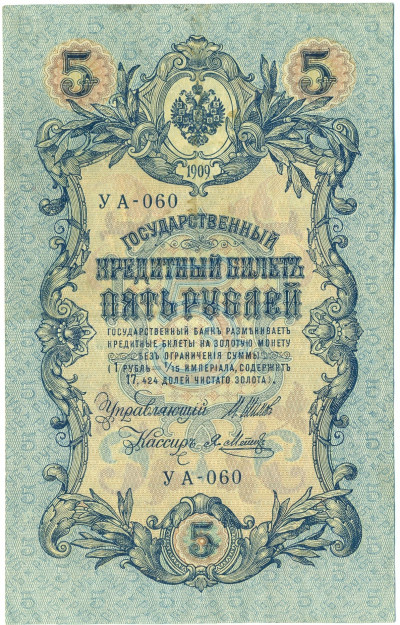 5 5
1909
УА-060
ГОСУДАРСТВЕННЫЙ
КРЕДИТНЫЙ БИЛЕТЪ
ПЯТЬ РУБЛЕЙ
ГОСУДАРСТВЕННЫЙ БАНКЪ РАЗМѢНИВАЕТЪ
КРЕДИТНЫЕ БИЛЕТЫ НА ЗОЛОТУЮ МОНЕТУ
БЕЗЪ ОГРАНИЧЕНІЯ СУММЫ
(1 РУБЛЬ = 1/15 ИМПЕРІАЛА, СОДЕРЖИТЪ
17,424 ДОЛЕЙ ЧИСТАГО ЗОЛОТА).
Управляющій
Кассиръ
УА-060
5